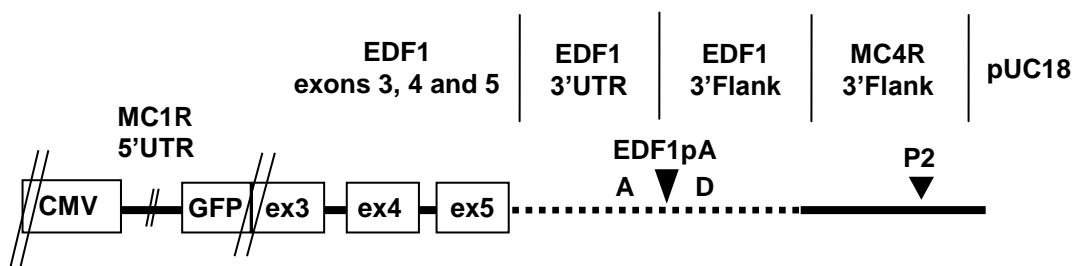 EDF1
exons 3, 4 and 5
EDF1
3’UTR
EDF1
3’Flank
MC4R
3’Flank
pUC18
MC1R
5’UTR
EDF1pA
P2
A
D
CMV
GFP
ex3
ex4
ex5